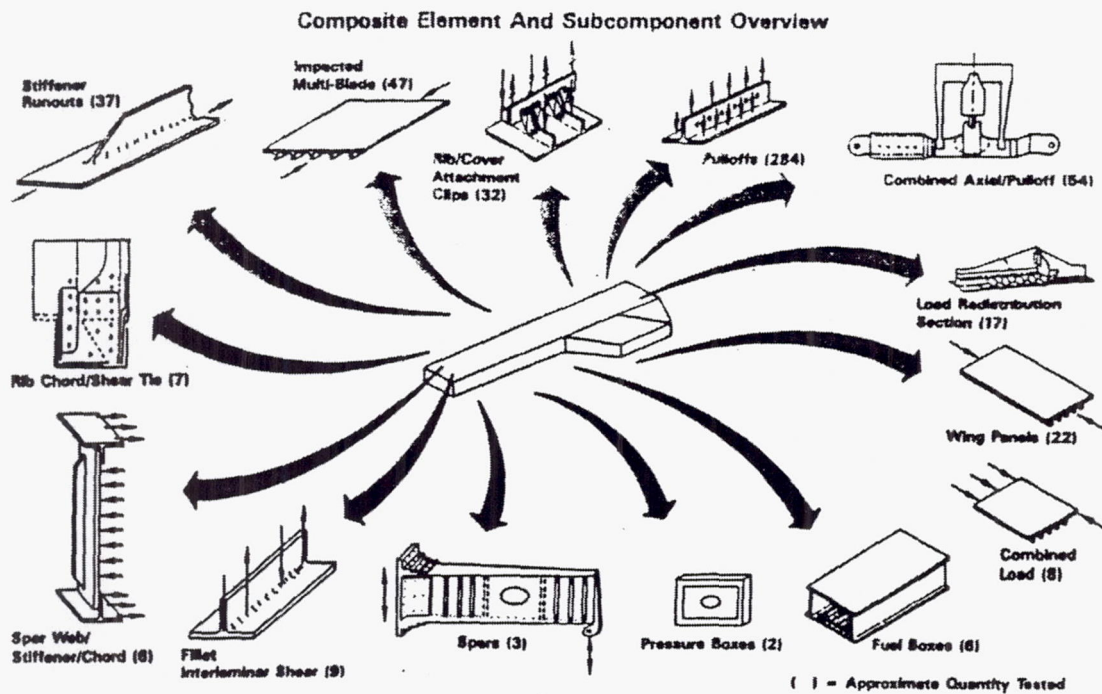 Composite Element And Subcomponent Overview
Stiffener
Runouts (37)
Impacted
Multi-Blade (47)
Rib/Cover
Attachment
Clips (32)
Pulloffs (284)
Combined Axial/Pulloff (54)
Load Redistribution
Section (17)
Rib Chord/Shear Tie (7)
Wing Panels (22)
Combined
Load (8)
Spar Web/
Stiffener/Chord (6)
Fillet
Interlaminar Shear (9)
Spars (3)
Pressure Boxes (2)
Fuel Boxes (6)
( ) = Approximate Quantity Tested